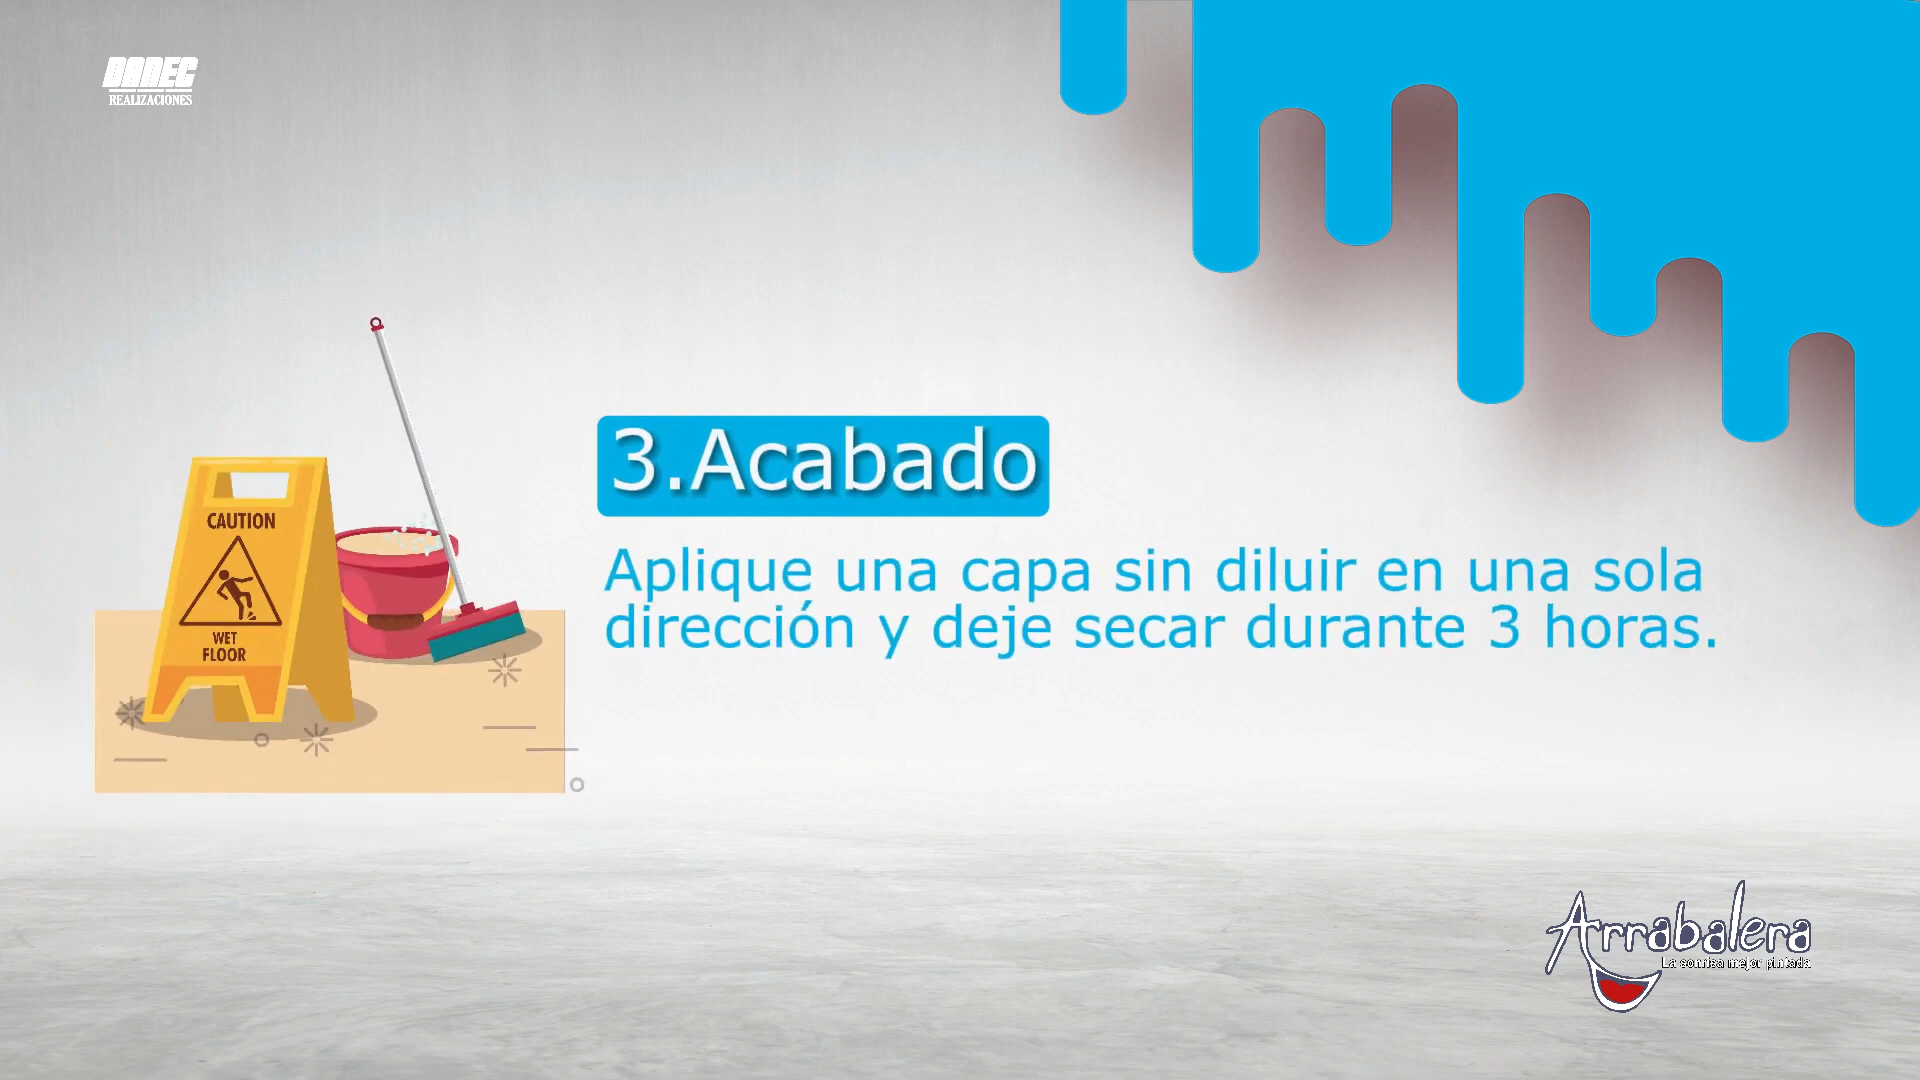 DANEC
REALIZACIONES
3.Acabado
Aplique una capa sin diluir en una sola
dirección y deje secar durante 3 horas.
CAUTION
WET
FLOOR
Arrabalera
La sonrisa mejor pintada